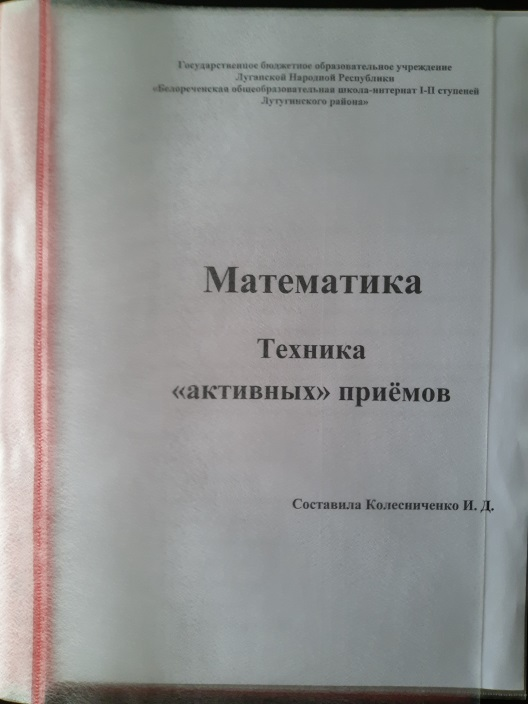 Государственное бюджетное образовательное учреждение
Луганской Народной Республики
«Белореченская общеобразовательная школа-интернат I-II ступеней
Лутугинского района»
Математика
Техника
«активных» приёмов
Составила Колесниченко И. Д.